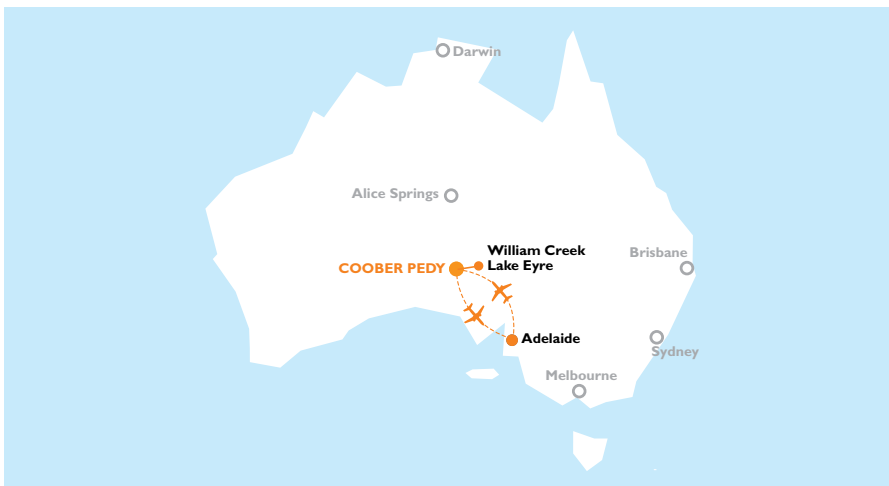 Darwin
Alice Springs
William Creek
Lake Eyre
COOBER PEDY
Brisbane
Adelaide
Sydney
Melbourne